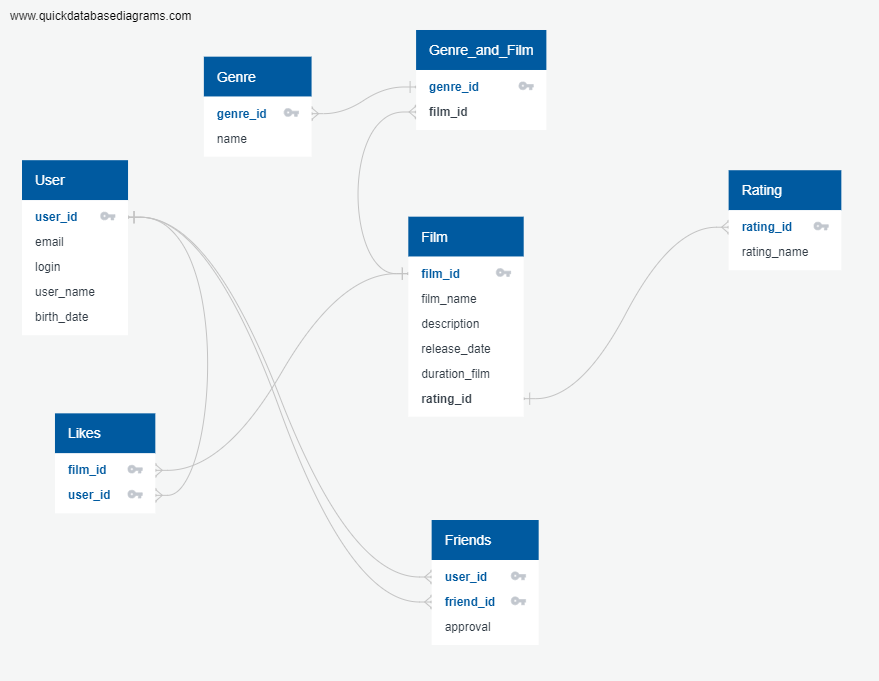 www.quickdatabasediagrams.com
Genre_and_Film
genre_id
film_id
Genre
genre_id
name
User
user_id
email
login
user_name
birth_date
Rating
rating_id
rating_name
Film
film_id
film_name
description
release_date
duration_film
rating_id
Likes
film_id
user_id
Friends
user_id
friend_id
approval